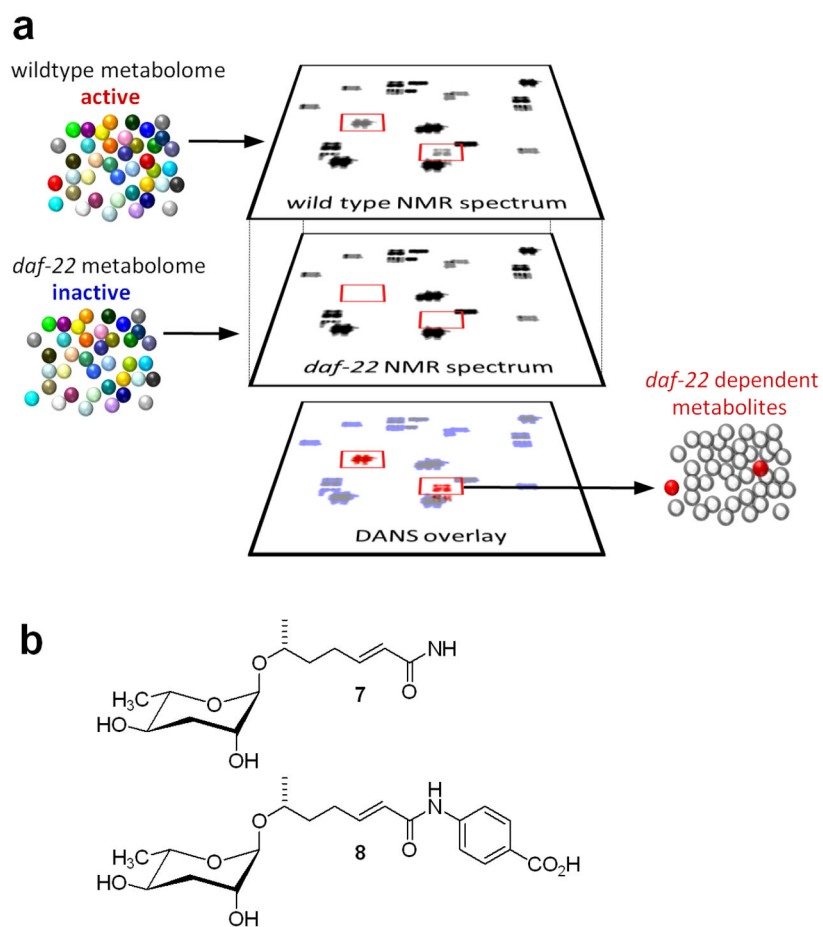 a
wildtype metabolome
active
wild type NMR spectrum
daf-22 metabolome
inactive
daf-22 NMR spectrum
daf-22 dependent
metabolites
DANS overlay
b
O
NH
7
O
H3C
O
HO
OH
H
N
O
8
O
H3C
O
CO2H
HO
OH